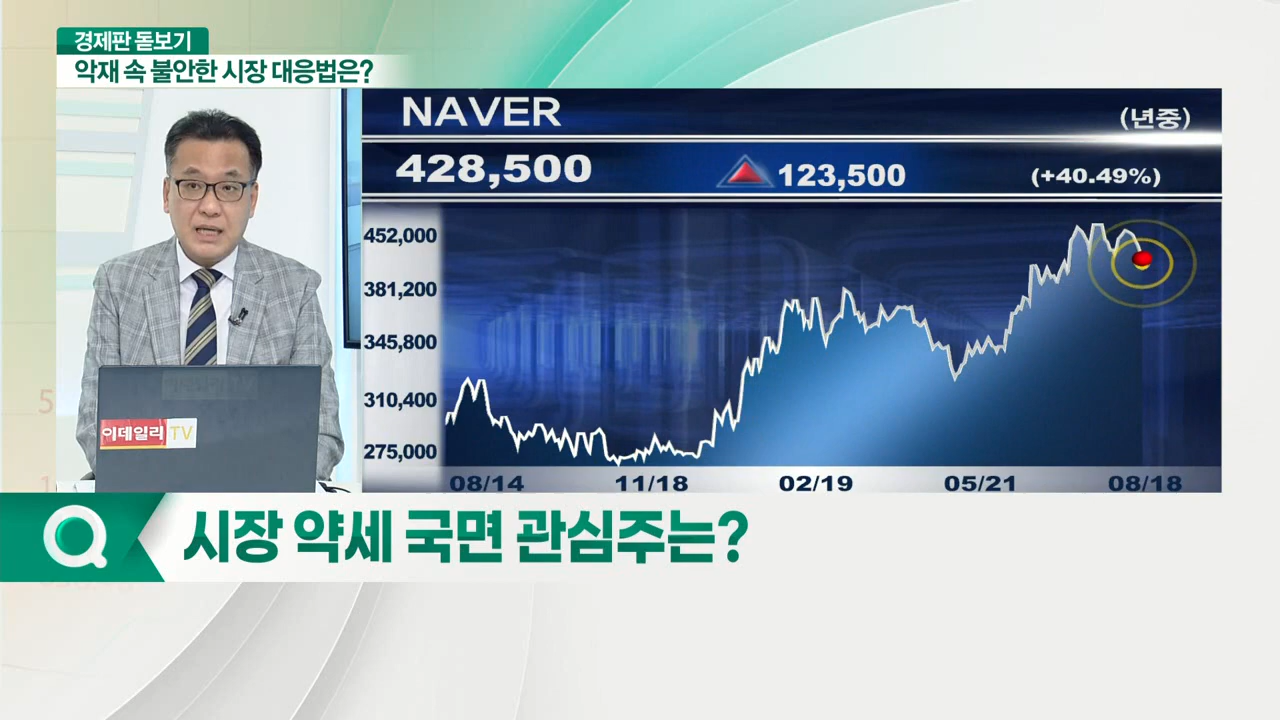 경제판 돋보기
악재 속 불안한 시장 대응법은?
NAVER
(년중)
428,500
123,500
(+40.49%)
452,000
381,200
345,800
310,400
275,000
08/14
11/18
02/19
05/21
08/18
이데일리 TV
시장 약세 국면 관심주는?